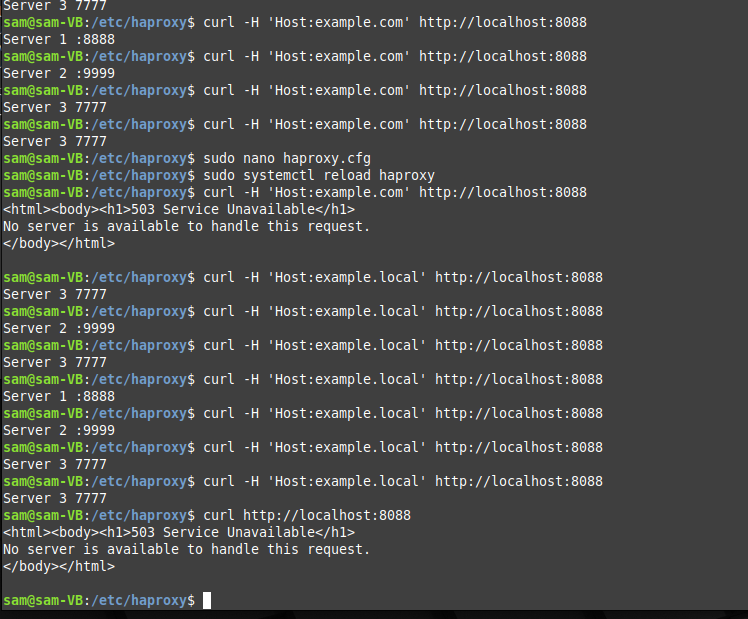 Server 3 7777
sam@sam-VB:/etc/haproxy$ curl -H 'Host:example.com' http://localhost:8088
Server 1 :8888
sam@sam-VB:/etc/haproxy$ curl -H 'Host:example.com' http://localhost:8088
Server 2 :9999
sam@sam-VB:/etc/haproxy$ curl -H 'Host:example.com' http://localhost:8088
Server 3 7777
sam@sam-VB:/etc/haproxy$ curl -H 'Host:example.com' http://localhost:8088
Server 3 7777
sam@sam-VB:/etc/haproxy$ sudo nano haproxy.cfg
sam@sam-VB:/etc/haproxy$ sudo systemctl reload haproxy
sam@sam-VB:/etc/haproxy$ curl -H 'Host:example.com' http://localhost:8088
<html><body><h1>503 Service Unavailable</h1>
No server is available to handle this request.
</body></html>
sam@sam-VB:/etc/haproxy$ curl -H 'Host:example.local' http://localhost:8088
Server 3 7777
sam@sam-VB:/etc/haproxy$ curl -H 'Host:example.local' http://localhost:8088
Server 2 :9999
sam@sam-VB:/etc/haproxy$ curl -H 'Host:example.local' http://localhost:8088
Server 3 7777
sam@sam-VB:/etc/haproxy$ curl -H 'Host:example.local' http://localhost:8088
Server 1 :8888
sam@sam-VB:/etc/haproxy$ curl -H 'Host:example.local' http://localhost:8088
Server 2 :9999
sam@sam-VB:/etc/haproxy$ curl -H 'Host:example.local' http://localhost:8088
Server 3 7777
sam@sam-VB:/etc/haproxy$ curl -H 'Host:example.local' http://localhost:8088
Server 3 7777
sam@sam-VB:/etc/haproxy$ curl http://localhost:8088
<html><body><h1>503 Service Unavailable</h1>
No server is available to handle this request.
</body></html>
sam@sam-VB:/etc/haproxy$